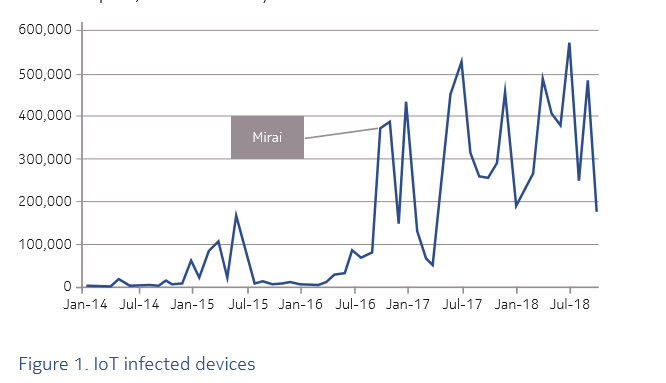 600,000
500,000
400,000
300,000
200,000
100,000
0
Mirai
Jan-14 Jul-14 Jan-15 Jul-15 Jan-16 Jul-16 Jan-17 Jul-17 Jan-18 Jul-18
Figure 1. IoT infected devices